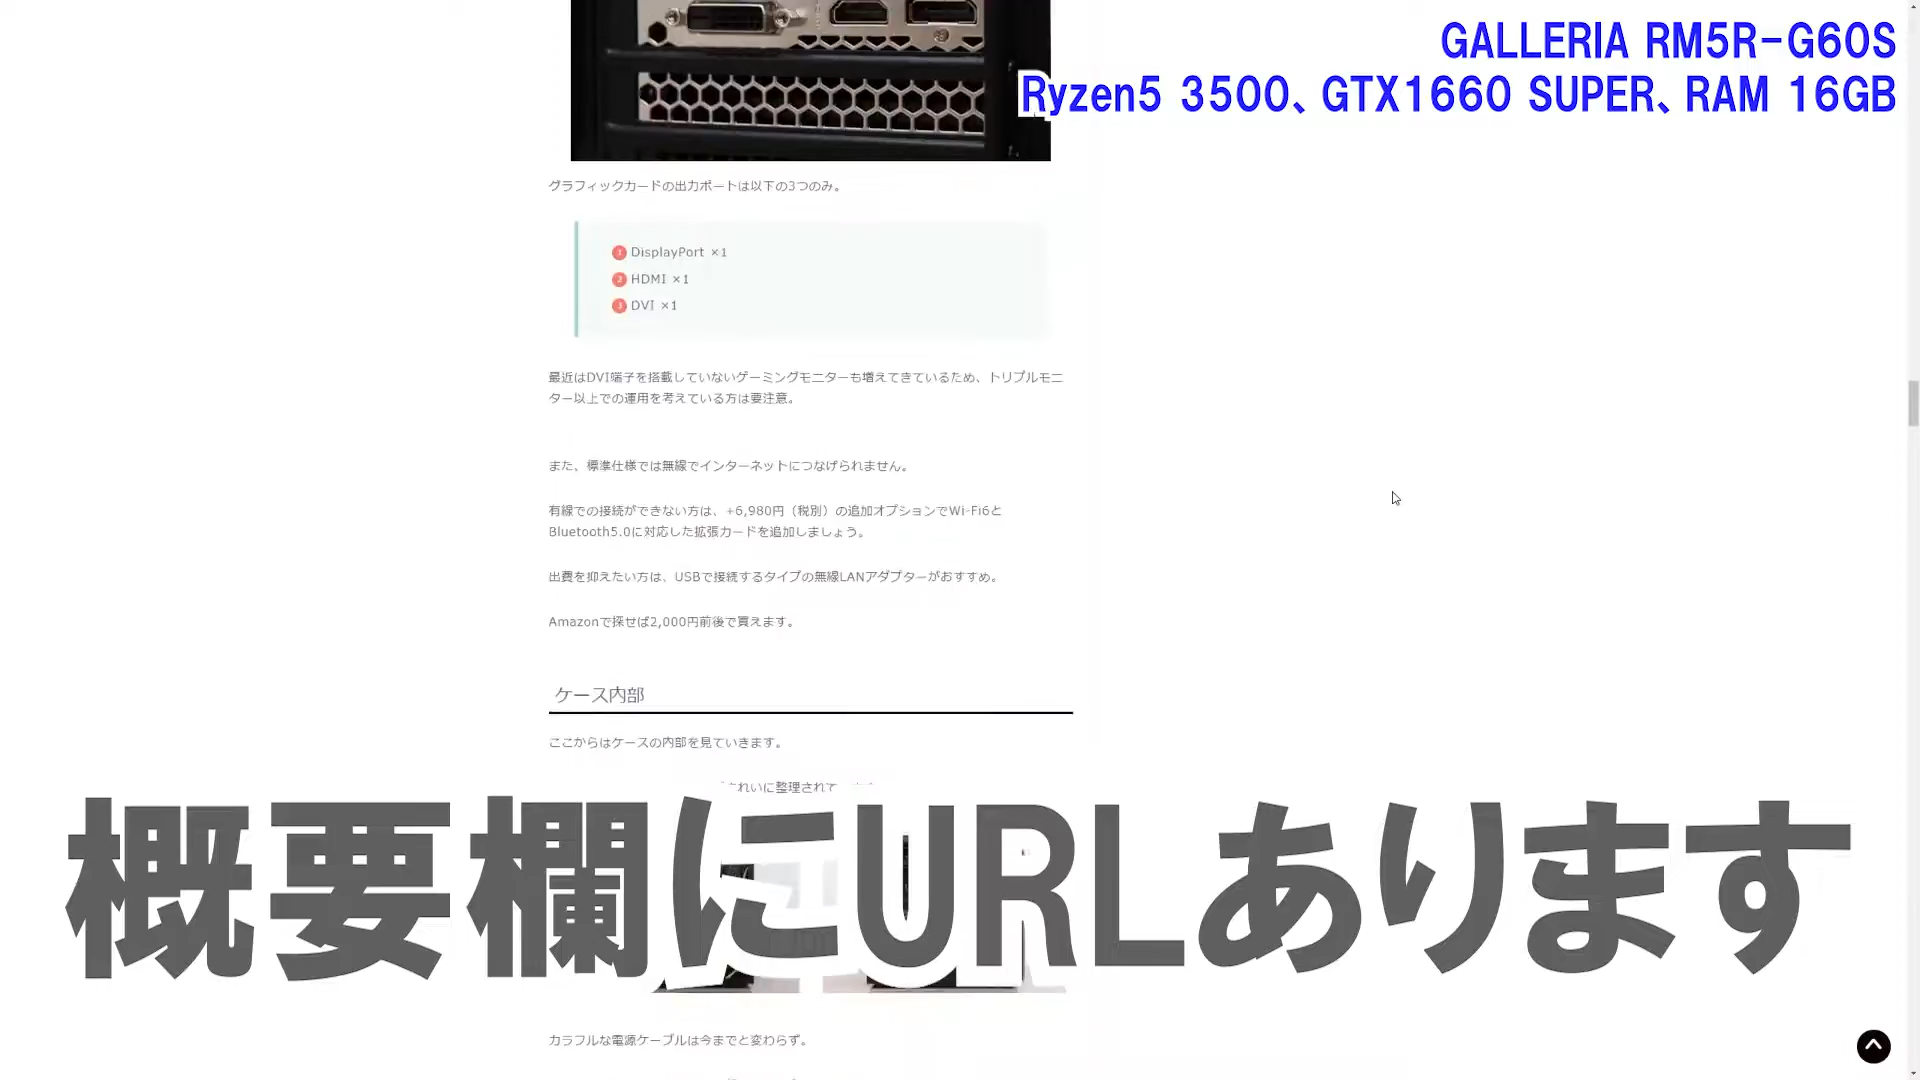 GALLERIA RM5R-G60S
Ryzen5 3500、GTX1660 SUPER、RAM 16GB
グラフィックカードの出力ポートは以下の3つのみ。
1 DisplayPort ×1
2 HDMI ×1
3 DVI ×1
最近はDVI端子を搭載していないゲーミングモニターも増えてきているため、トリプルモニ
ター以上での運用を考えている方は要注意。
また、標準仕様では無線でインターネットにつなげられません。
有線での接続ができない方は、+6,980円（税別）の追加オプションでWi-Fi6と
Bluetooth5.0に対応した拡張カードを追加しましょう。
出費を抑えたい方は、USBで接続するタイプの無線LANアダプターがおすすめ。
Amazonで探せば2,000円前後で買えます。
ケース内部
ここからはケースの内部を見ていきます。
きれいに整理されて
概要欄にURLあります
カラフルな電源ケーブルは今までと変わらず。